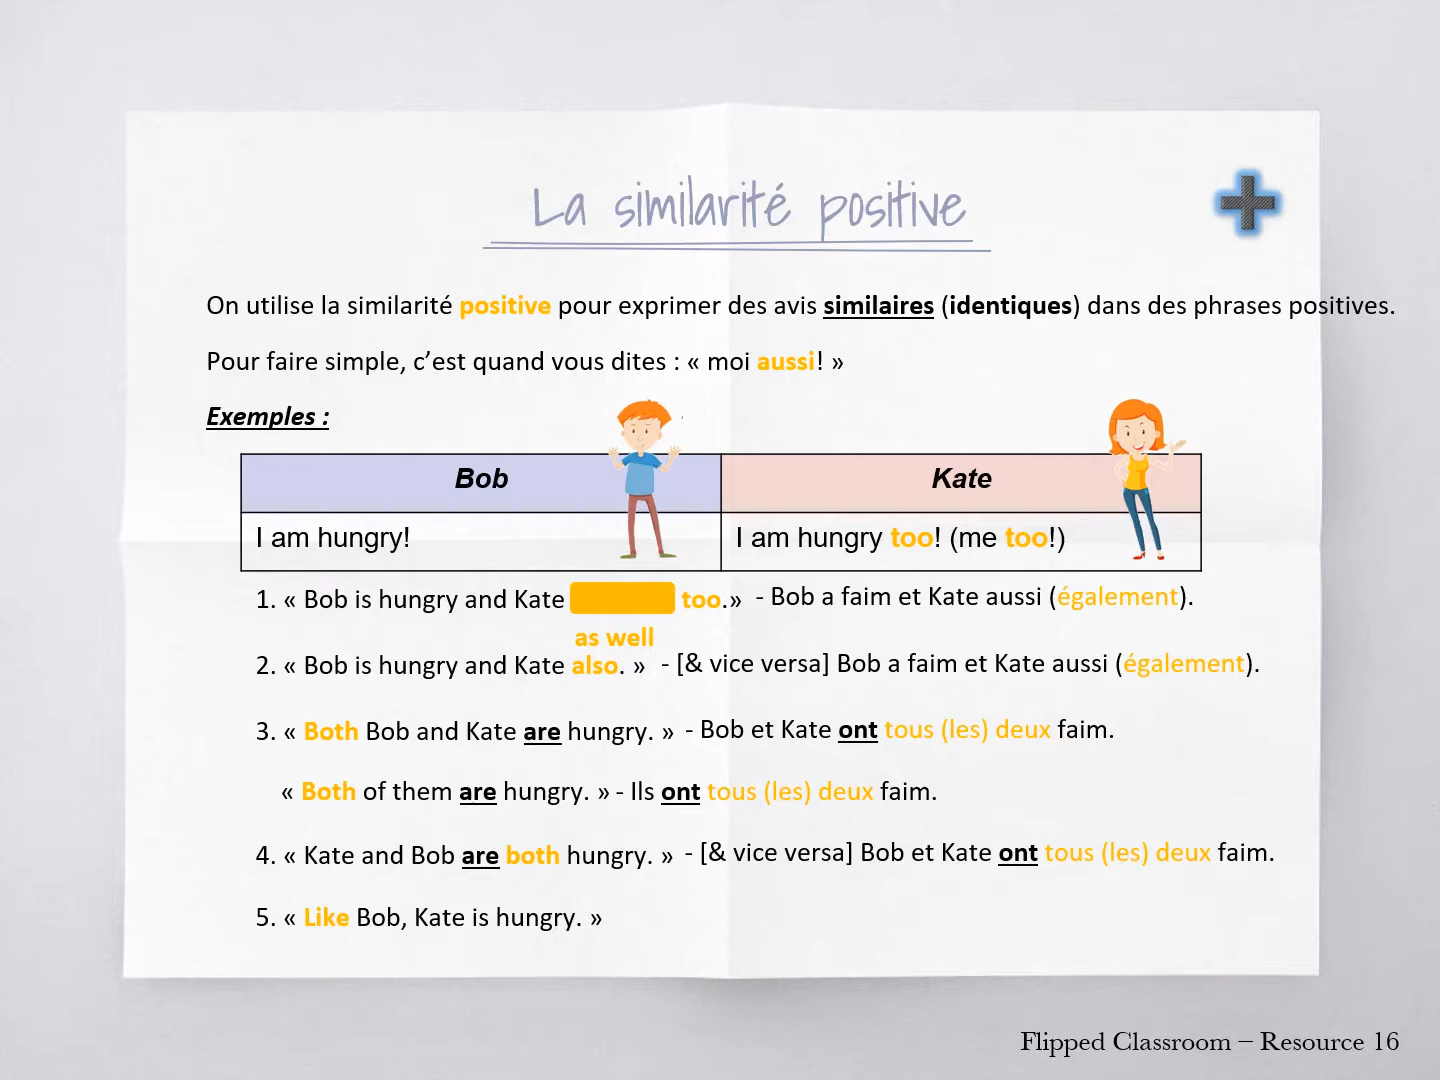 La similarité positive
On utilise la similarité positive pour exprimer des avis similaires (identiques) dans des phrases positives.
Pour faire simple, c’est quand vous dites : « moi aussi! »
Exemples :
Bob
Kate
I am hungry!
I am hungry too! (me too!)
1. « Bob is hungry and Kate too.» - Bob a faim et Kate aussi (également).
as well
2. « Bob is hungry and Kate also. » - [& vice versa] Bob a faim et Kate aussi (également).
3. « Both Bob and Kate are hungry. » - Bob et Kate ont tous (les) deux faim.
« Both of them are hungry. » - Ils ont tous (les) deux faim.
4. « Kate and Bob are both hungry. » - [& vice versa] Bob et Kate ont tous (les) deux faim.
5. « Like Bob, Kate is hungry. »
Flipped Classroom – Resource 16